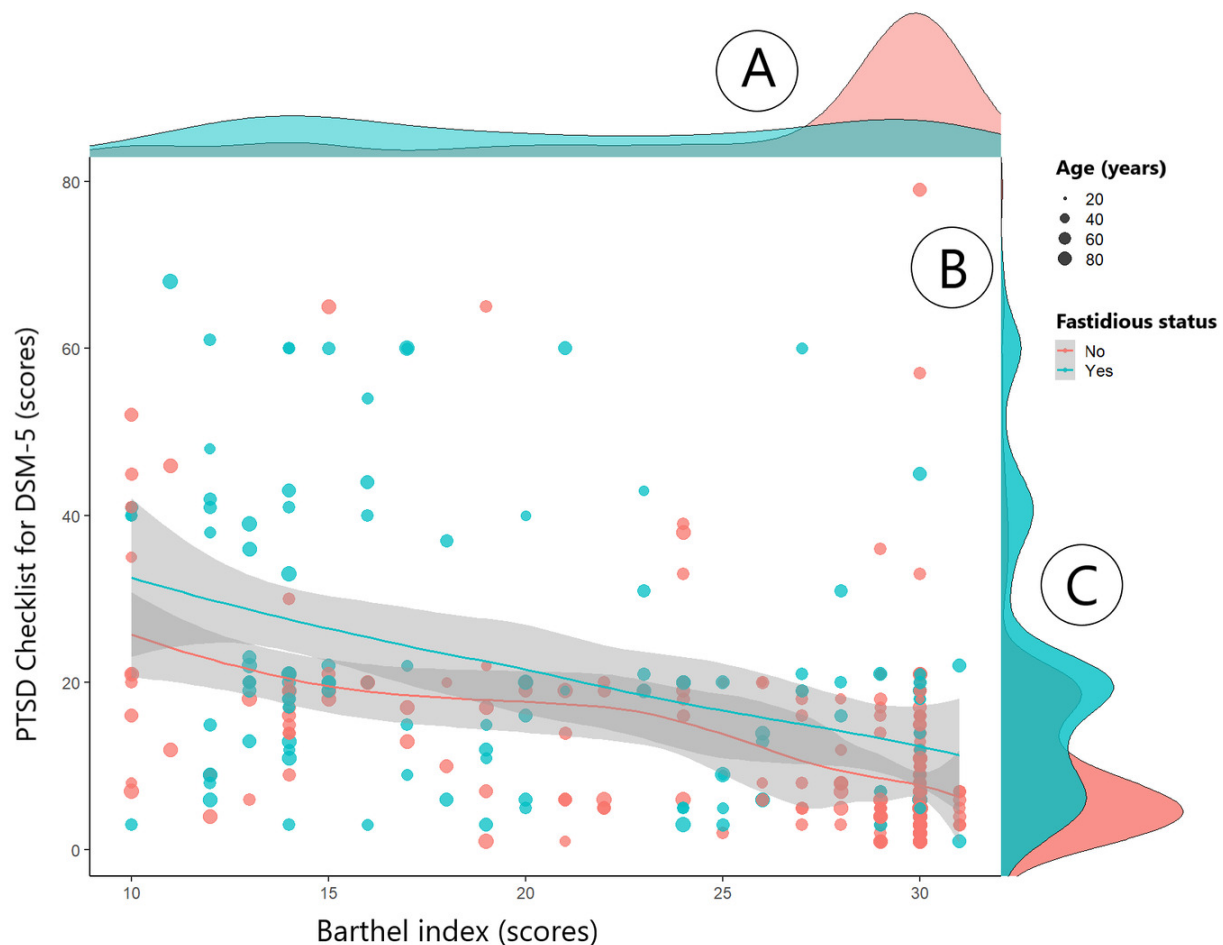 A
80
60
40
20
0
PTSD Checklist for DSM-5 (scores)
10
15
20
25
30
Barthel index (scores)
B
C
Age (years)
20
40
60
80
Fastidious status
No
Yes